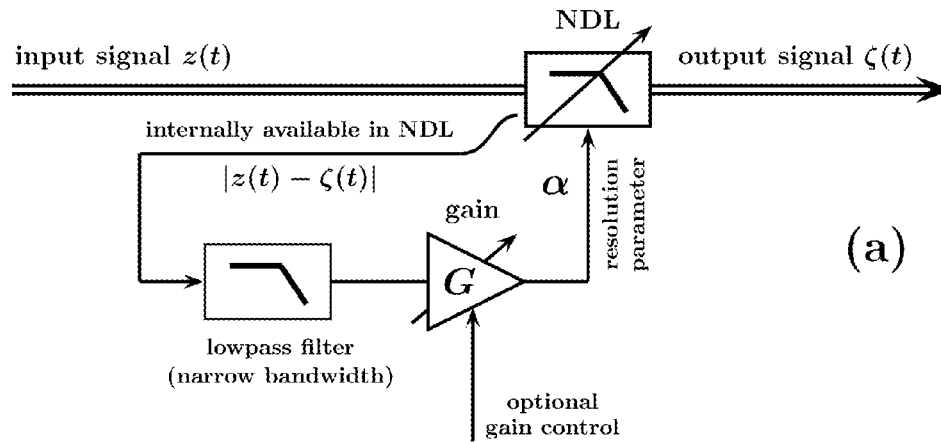 NDL
input signal z(t)
output signal ζ(t)
internally available in NDL
|z(t) − ζ(t)|
α
resolution
parameter
gain
G
(a)
lowpass filter
(narrow bandwidth)
optional
gain control